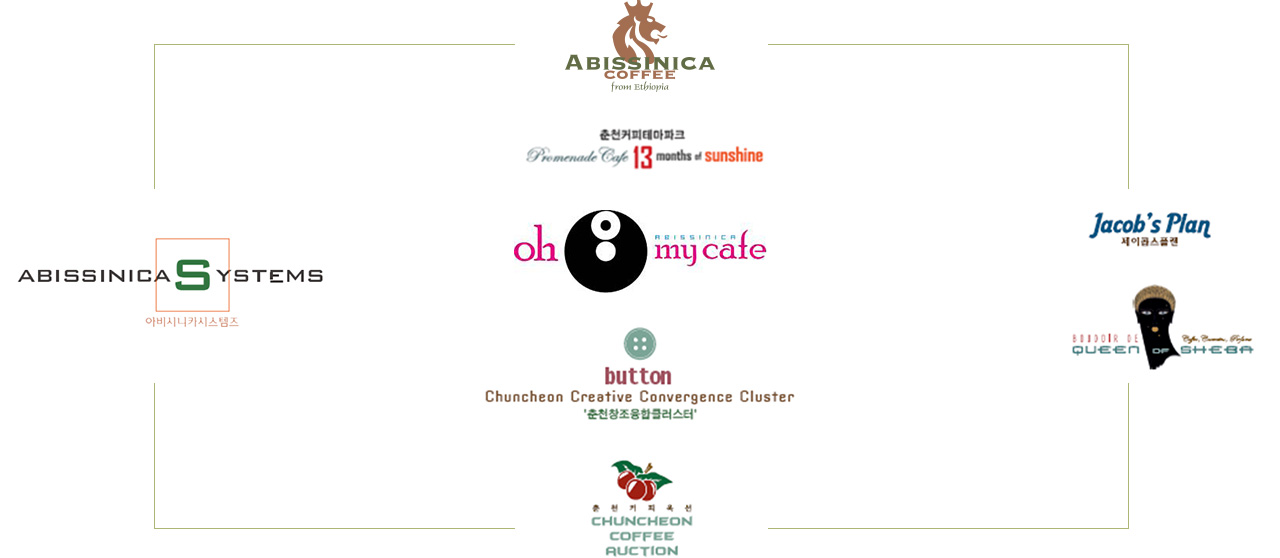 ABISSINICA
COFFEE
from Ethiopia
춘천커피테마파크
Promenade Cafe 13 months of sunshine
ABISSINICA
oh my cafe
ABISSINICA SYSTEMS
아비시니카시스템즈
Jacob's Plan
제이콥스플랜
BOUDOIR DE
Coffee, Cosmetic, Perfume
QUEEN OF SHEBA
button
Chuncheon Creative Convergence Cluster
'춘천창조융합클러스터'
춘천커피옥션
CHUNCHEON
COFFEE
AUCTION